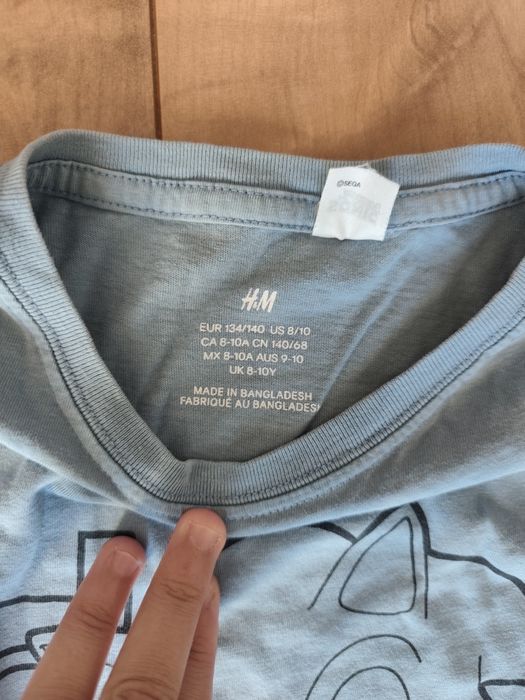 ©SEGA
H&M
EUR 134/140 US 8/10
CA 8-10A CN 140/68
MX 8-10A AUS 9-10
UK 8-10Y
MADE IN BANGLADESH
FABRIQUÉ AU BANGLADESH